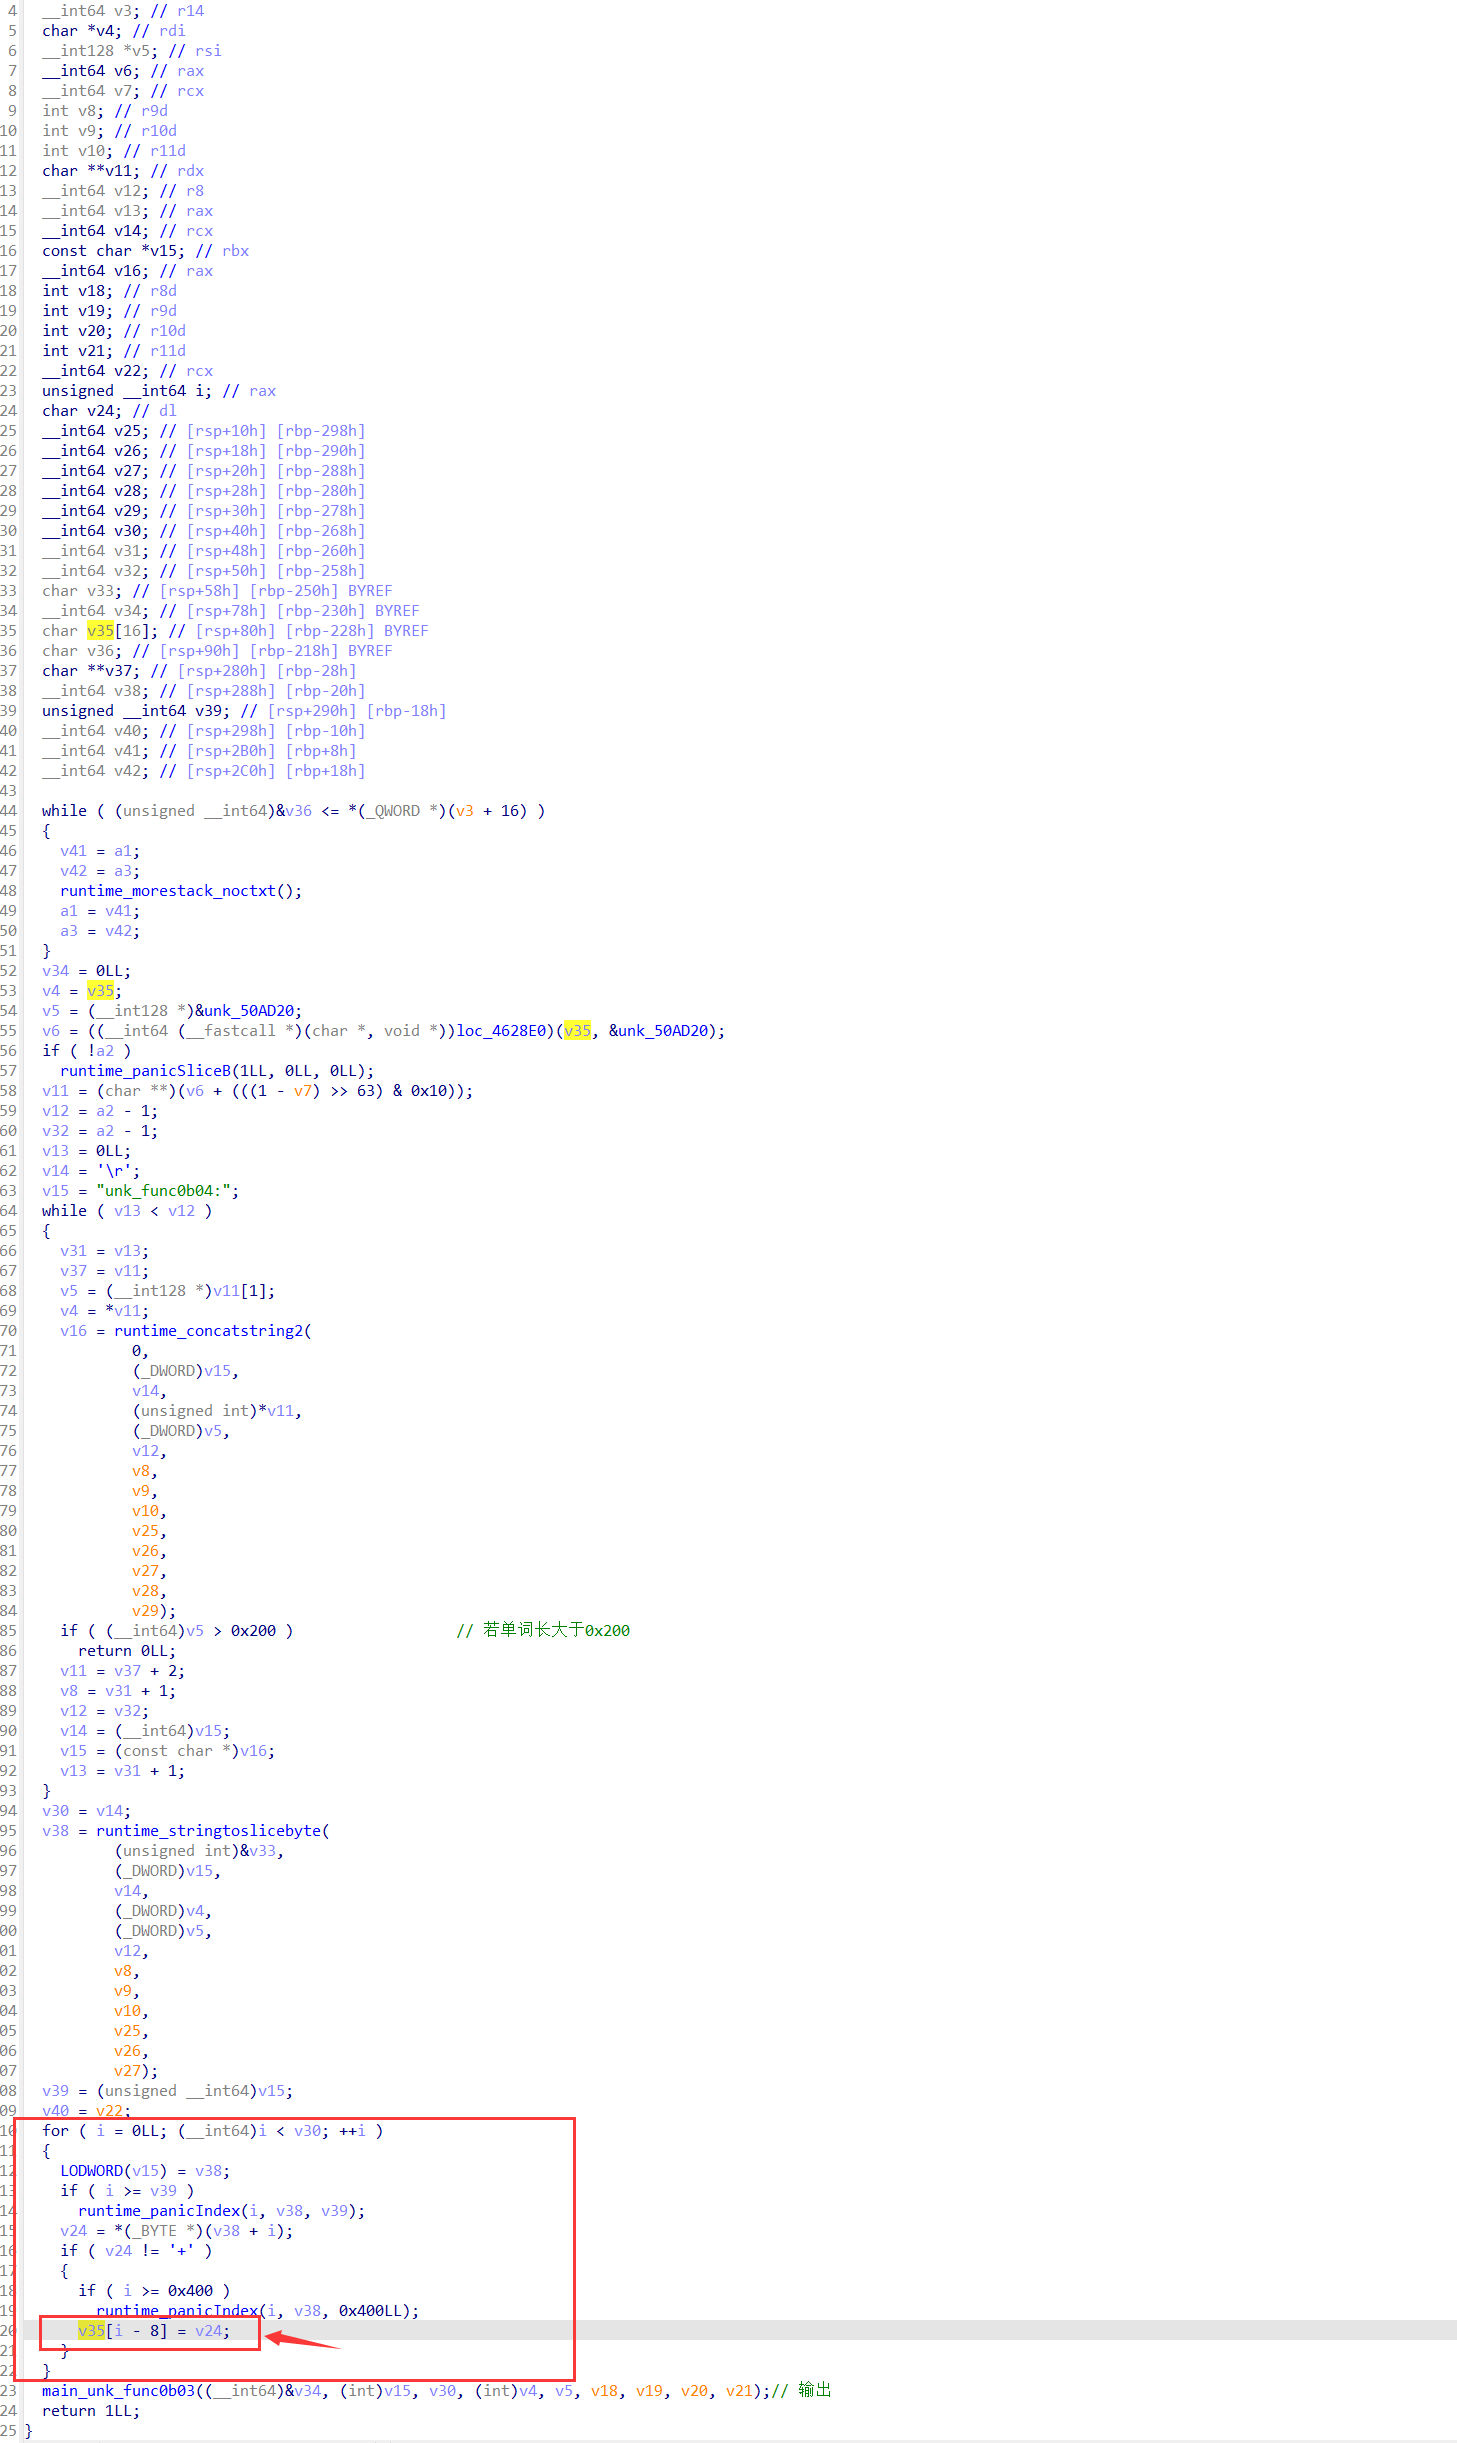 4 __int64 v3; // r14
5 char *v4; // rdi
6 __int128 *v5; // rsi
7 __int64 v6; // rax
8 __int64 v7; // rcx
9 int v8; // r9d
10 int v9; // r10d
11 int v10; // r11d
12 char **v11; // rdx
13 __int64 v12; // r8
14 __int64 v13; // rax
15 __int64 v14; // rcx
16 const char *v15; // rbx
17 __int64 v16; // rax
18 int v18; // r8d
19 int v19; // r9d
20 int v20; // r10d
21 int v21; // r11d
22 __int64 v22; // rcx
23 unsigned __int64 i; // rax
24 char v24; // dl
25 __int64 v25; // [rsp+10h] [rbp-298h]
26 __int64 v26; // [rsp+18h] [rbp-290h]
27 __int64 v27; // [rsp+20h] [rbp-288h]
28 __int64 v28; // [rsp+28h] [rbp-280h]
29 __int64 v29; // [rsp+30h] [rbp-278h]
30 __int64 v30; // [rsp+40h] [rbp-268h]
31 __int64 v31; // [rsp+48h] [rbp-260h]
32 __int64 v32; // [rsp+50h] [rbp-258h]
33 char v33; // [rsp+58h] [rbp-250h] BYREF
34 __int64 v34; // [rsp+78h] [rbp-230h] BYREF
35 char v35[16]; // [rsp+80h] [rbp-228h] BYREF
36 char v36; // [rsp+90h] [rbp-218h] BYREF
37 char **v37; // [rsp+280h] [rbp-28h]
38 __int64 v38; // [rsp+288h] [rbp-20h]
39 unsigned __int64 v39; // [rsp+290h] [rbp-18h]
40 __int64 v40; // [rsp+298h] [rbp-10h]
41 __int64 v41; // [rsp+2B0h] [rbp+8h]
42 __int64 v42; // [rsp+2C0h] [rbp+18h]
43
44 while ( (unsigned __int64)&v36 <= *(_QWORD *)(v3 + 16) )
45 {
46 v41 = a1;
47 v42 = a3;
48 runtime_morestack_noctxt();
49 a1 = v41;
50 a3 = v42;
51 }
52 v34 = 0LL;
53 v4 = v35;
54 v5 = (__int128 *)&unk_50AD20;
55 v6 = ((__int64 (__fastcall *)(char *, void *))loc_4628E0)(v35, &unk_50AD20);
56 if ( !a2 )
57 runtime_panicSliceB(1LL, 0LL, 0LL);
58 v11 = (char **)(v6 + (((1 - v7) >> 63) & 0x10));
59 v12 = a2 - 1;
60 v32 = a2 - 1;
61 v13 = 0LL;
62 v14 = '\r';
63 v15 = "unk_func0b04:";
64 while ( v13 < v12 )
65 {
66 v31 = v13;
67 v37 = v11;
68 v5 = (__int128 *)v11[1];
69 v4 = *v11;
70 v16 = runtime_concatstring2(
71 0,
72 (_DWORD)v15,
73 v14,
74 (unsigned int)*v11,
75 (_DWORD)v5,
76 v12,
77 v8,
78 v9,
79 v10,
80 v25,
81 v26,
82 v27,
83 v28,
84 v29);
85 if ( (__int64)v5 > 0x200 ) // 若单词长大于0x200
86 return 0LL;
87 v11 = v37 + 2;
88 v8 = v31 + 1;
89 v12 = v32;
90 v14 = (__int64)v15;
91 v15 = (const char *)v16;
92 v13 = v31 + 1;
93 }
94 v30 = v14;
95 v38 = runtime_stringtoslicebyte(
96 (unsigned int)&v33,
97 (_DWORD)v15,
98 v14,
99 (_DWORD)v4,
00 (_DWORD)v5,
01 v12,
02 v8,
03 v9,
04 v10,
05 v25,
06 v26,
07 v27);
08 v39 = (unsigned __int64)v15;
09 v40 = v22;
10 for ( i = 0LL; (__int64)i < v30; ++i )
11 {
12 LODWORD(v15) = v38;
13 if ( i >= v39 )
14 runtime_panicIndex(i, v38, v39);
15 v24 = *(_BYTE *)(v38 + i);
16 if ( v24 != '+' )
17 {
18 if ( i >= 0x400 )
19 runtime_panicIndex(i, v38, 0x400LL);
20 v35[i - 8] = v24;
21 }
22 }
23 main_unk_func0b03((__int64)&v34, (int)v15, v30, (int)v4, v5, v18, v19, v20, v21);// 输出
24 return 1LL;
25 }